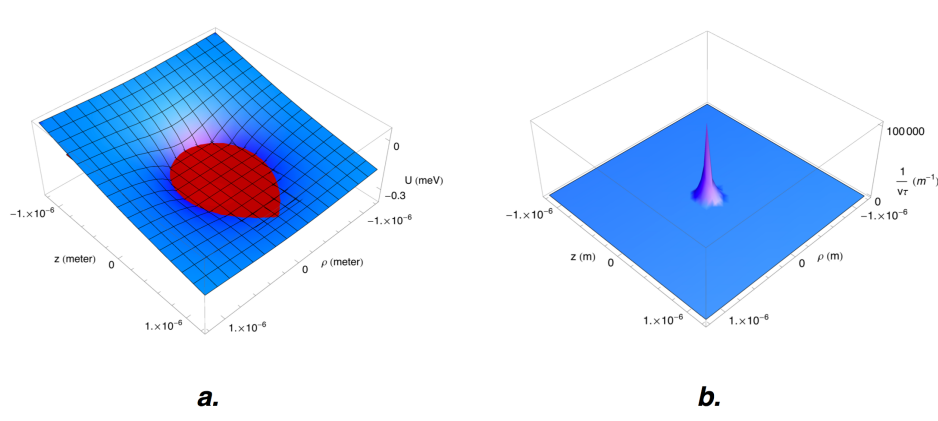 0
U (meV)
−0.3
−1.×10⁻⁶
−1.×10⁻⁶
z (meter)
0
0
ρ (meter)
1.×10⁻⁶
1.×10⁻⁶
a.
100 000
1/vτ (m⁻¹)
0
−1.×10⁻⁶
−1.×10⁻⁶
z (m)
0
0
ρ (m)
1.×10⁻⁶
1.×10⁻⁶
b.